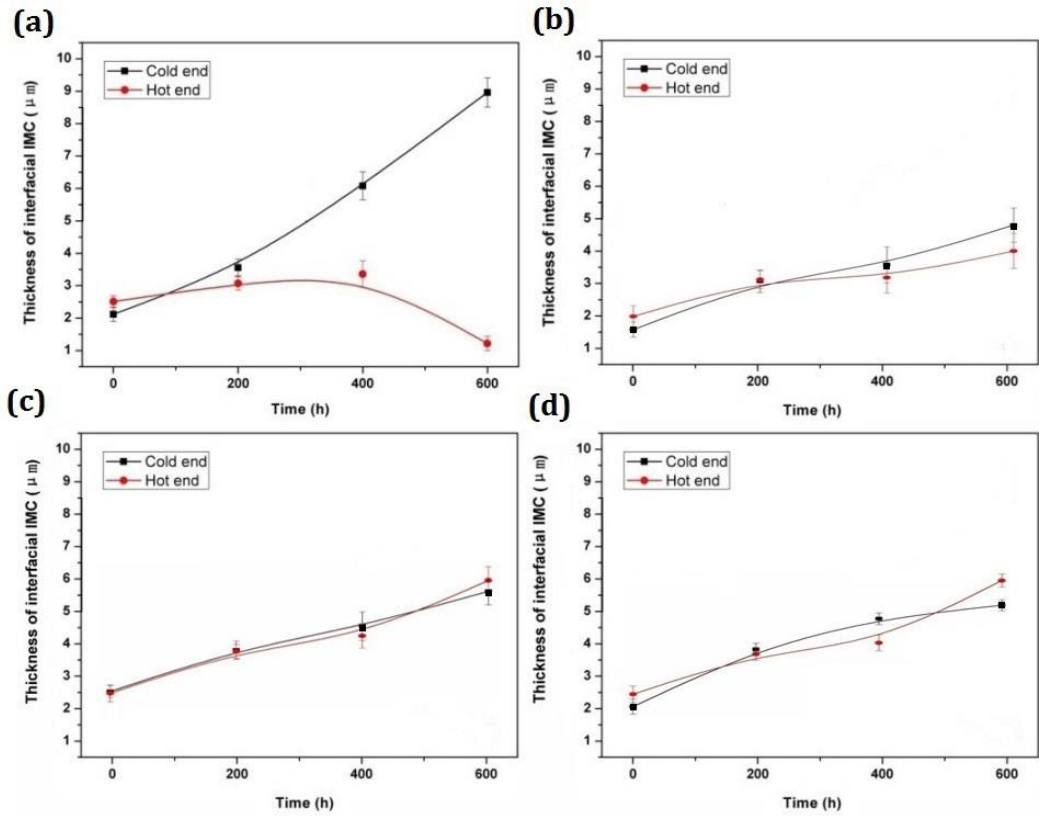 (a)
Thickness of interfacial IMC ( μm)
10
9
8
7
6
5
4
3
2
1
Cold end
Hot end
0 200 400 600
Time (h)
(b)
Thickness of interfacial IMC ( μm)
10
9
8
7
6
5
4
3
2
1
Cold end
Hot end
0 200 400 600
Time (h)
(c)
Thickness of interfacial IMC ( μm)
10
9
8
7
6
5
4
3
2
1
Cold end
Hot end
0 200 400 600
Time (h)
(d)
Thickness of interfacial IMC ( μm)
10
9
8
7
6
5
4
3
2
1
Cold end
Hot end
0 200 400 600
Time (h)